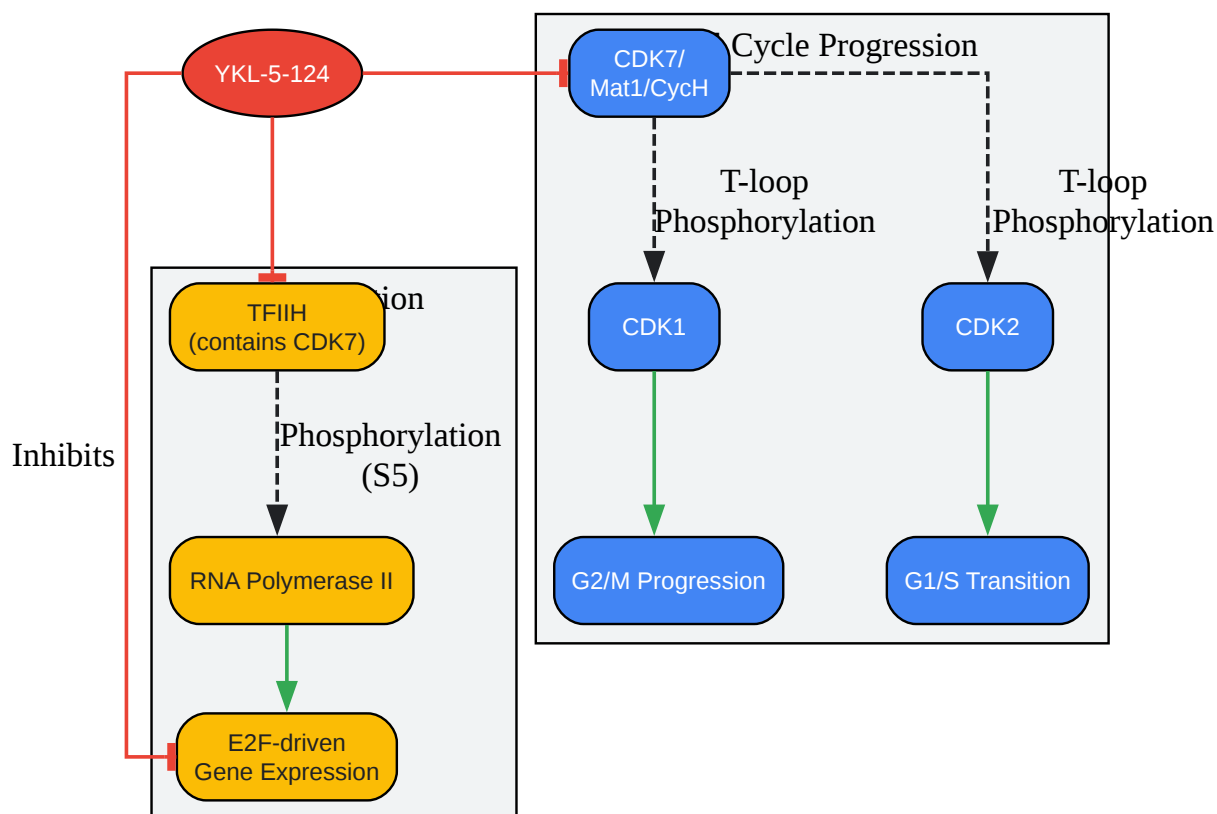 YKL-5-124
CDK7/
Mat1/CycH
Cycle Progression
T-loop
Phosphorylation
T-loop
Phosphorylation
TFIIH
(contains CDK7)
CDK1
CDK2
Inhibits
Phosphorylation
(S5)
RNA Polymerase II
G2/M Progression
G1/S Transition
E2F-driven
Gene Expression